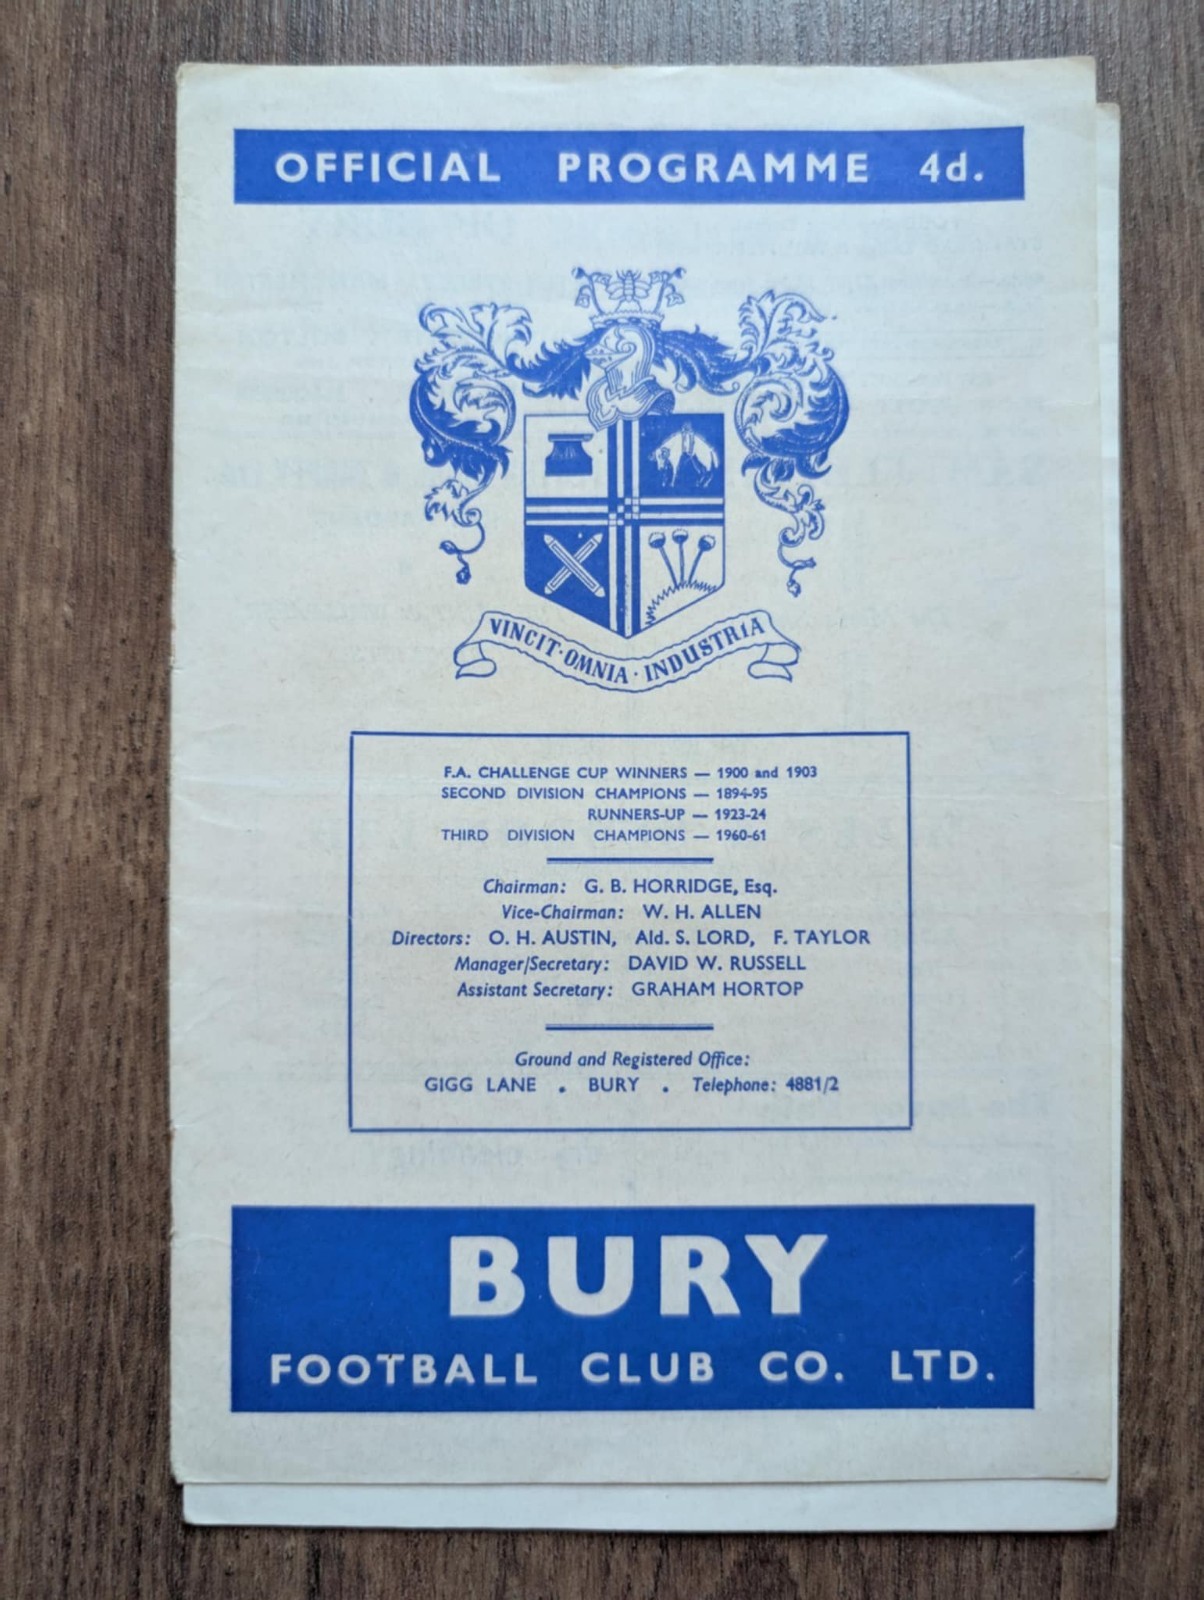 OFFICIAL PROGRAMME 4d.
VINCIT · OMNIA · INDUSTRIA
F.A. CHALLENGE CUP WINNERS — 1900 and 1903
SECOND DIVISION CHAMPIONS — 1894-95
RUNNERS-UP — 1923-24
THIRD DIVISION CHAMPIONS — 1960-61
Chairman: G. B. HORRIDGE, Esq.
Vice-Chairman: W. H. ALLEN
Directors: O. H. AUSTIN, Ald. S. LORD, F. TAYLOR
Manager/Secretary: DAVID W. RUSSELL
Assistant Secretary: GRAHAM HORTOP
Ground and Registered Office:
GIGG LANE . BURY . Telephone: 4881/2
BURY
FOOTBALL CLUB CO. LTD.